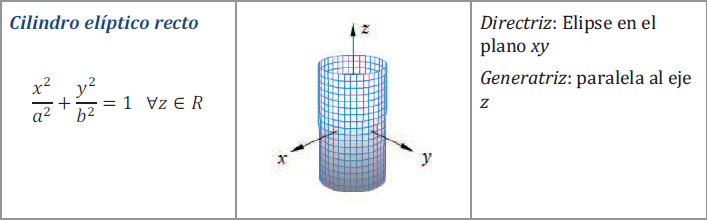 Cilindro elíptico recto
x²/a² + y²/b² = 1 ∀z ∈ R
z
x
y
Directriz: Elipse en el
plano xy
Generatriz: paralela al eje
z